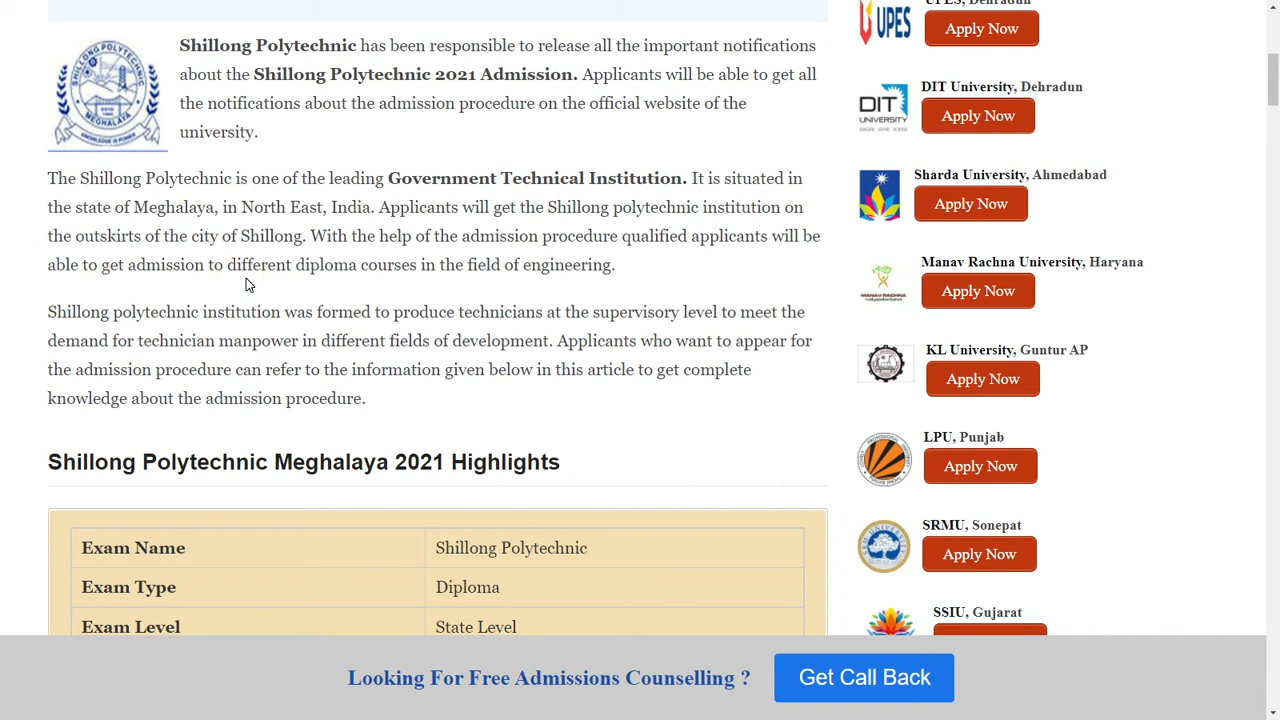 Shillong Polytechnic has been responsible to release all the important notifications
about the Shillong Polytechnic 2021 Admission. Applicants will be able to get all
the notifications about the admission procedure on the official website of the
university.
The Shillong Polytechnic is one of the leading Government Technical Institution. It is situated in
the state of Meghalaya, in North East, India. Applicants will get the Shillong polytechnic institution on
the outskirts of the city of Shillong. With the help of the admission procedure qualified applicants will be
able to get admission to different diploma courses in the field of engineering.
Shillong polytechnic institution was formed to produce technicians at the supervisory level to meet the
demand for technician manpower in different fields of development. Applicants who want to appear for
the admission procedure can refer to the information given below in this article to get complete
knowledge about the admission procedure.
Shillong Polytechnic Meghalaya 2021 Highlights
Exam Name Shillong Polytechnic
Exam Type Diploma
Exam Level State Level
UPES, Dehradun
UPES
Apply Now
DIT University, Dehradun
DIT
UNIVERSITY
Apply Now
Sharda University, Ahmedabad
Apply Now
Manav Rachna University, Haryana
MANAV RACHNA
Apply Now
KL University, Guntur AP
Apply Now
LPU, Punjab
Apply Now
SRMU, Sonepat
Apply Now
SSIU, Gujarat
Looking For Free Admissions Counselling ?
Get Call Back
SHILLONG POLYTECHNIC
MEGHALAYA